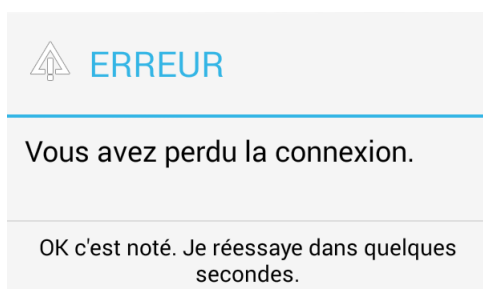 ERREUR
Vous avez perdu la connexion.
OK c'est noté. Je réessaye dans quelques
secondes.